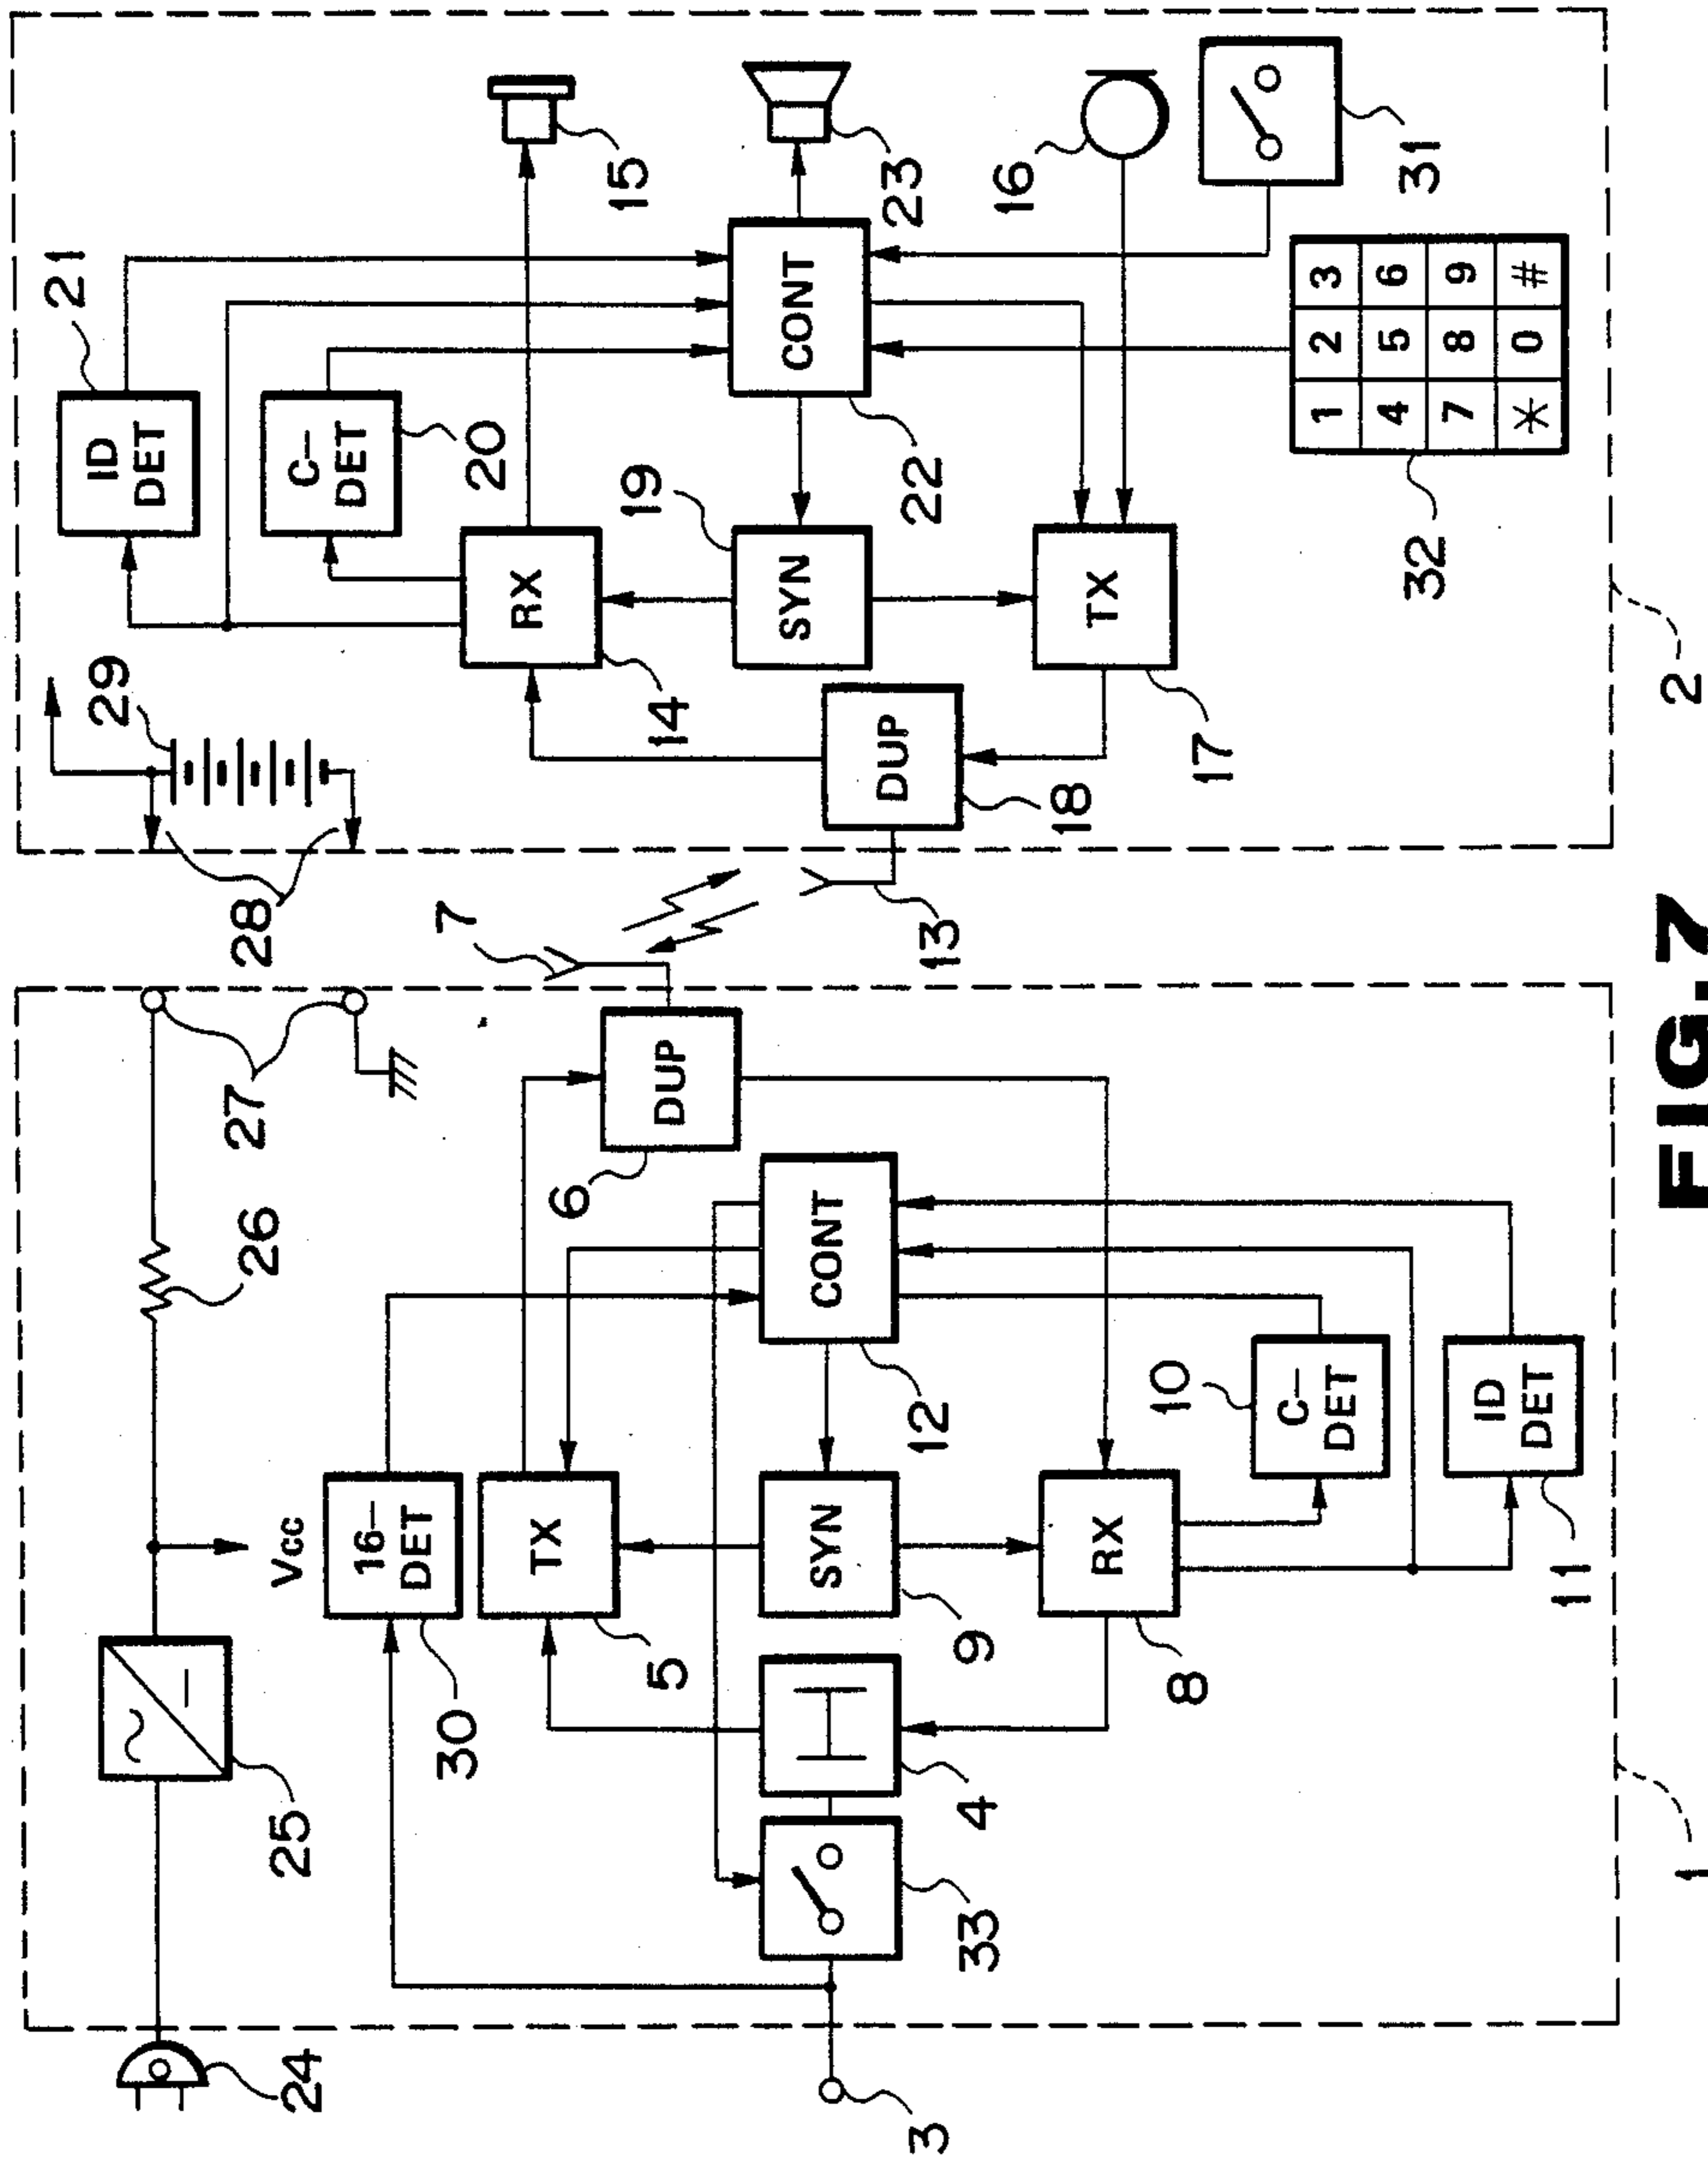 24
25
Vcc
26
27
28
29
21
ID
DET
30
16-
DET
C-
DET
20
5
TX
6
DUP
7
14
RX
15
3
33
4
9
SYN
12
CONT
13
18
DUP
19
SYN
22
CONT
23
8
RX
10
C-
DET
17
TX
16
11
ID
DET
32
1 2 3
4 5 6
7 8 9
* 0 #
31
1
2
FIG.7